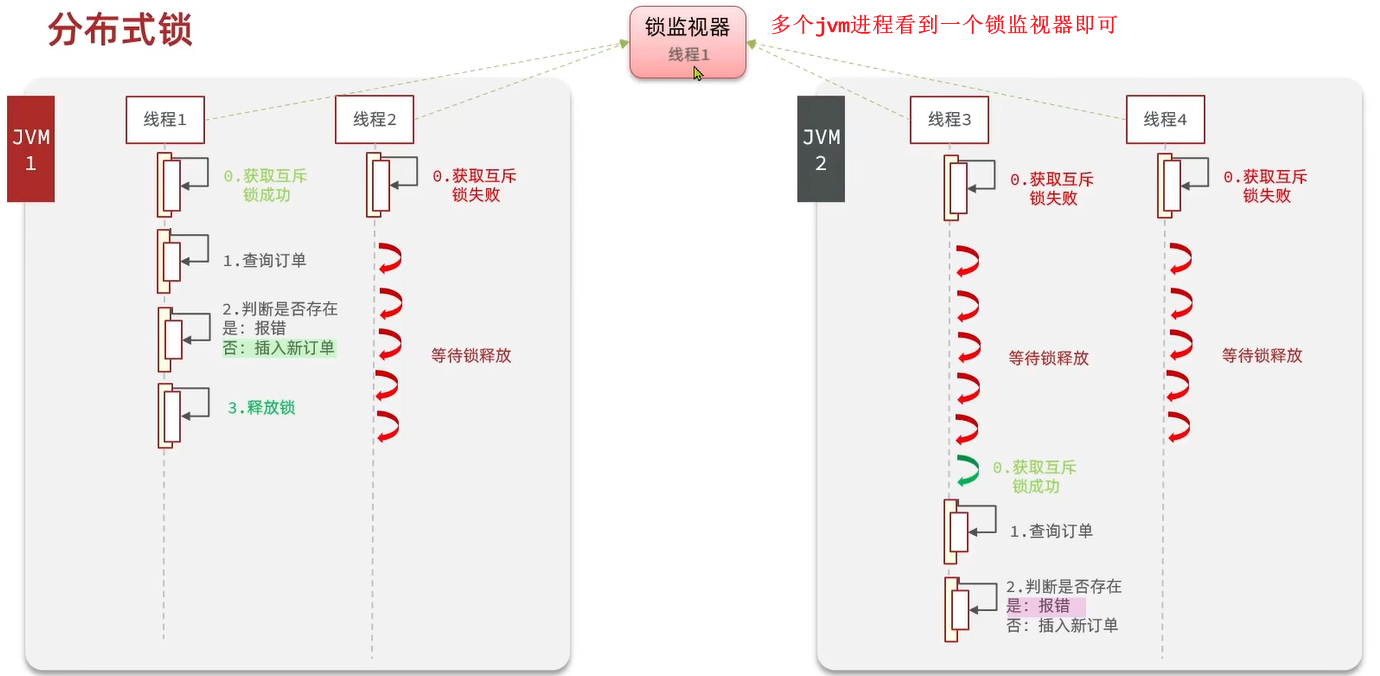 分布式锁
锁监视器
线程1
多个jvm进程看到一个锁监视器即可
JVM
1
线程1
线程2
0.获取互斥
锁成功
0.获取互斥
锁失败
1.查询订单
2.判断是否存在
是：报错
否：插入新订单
等待锁释放
3.释放锁
JVM
2
线程3
线程4
0.获取互斥
锁失败
0.获取互斥
锁失败
等待锁释放
等待锁释放
0.获取互斥
锁成功
1.查询订单
2.判断是否存在
是：报错
否：插入新订单